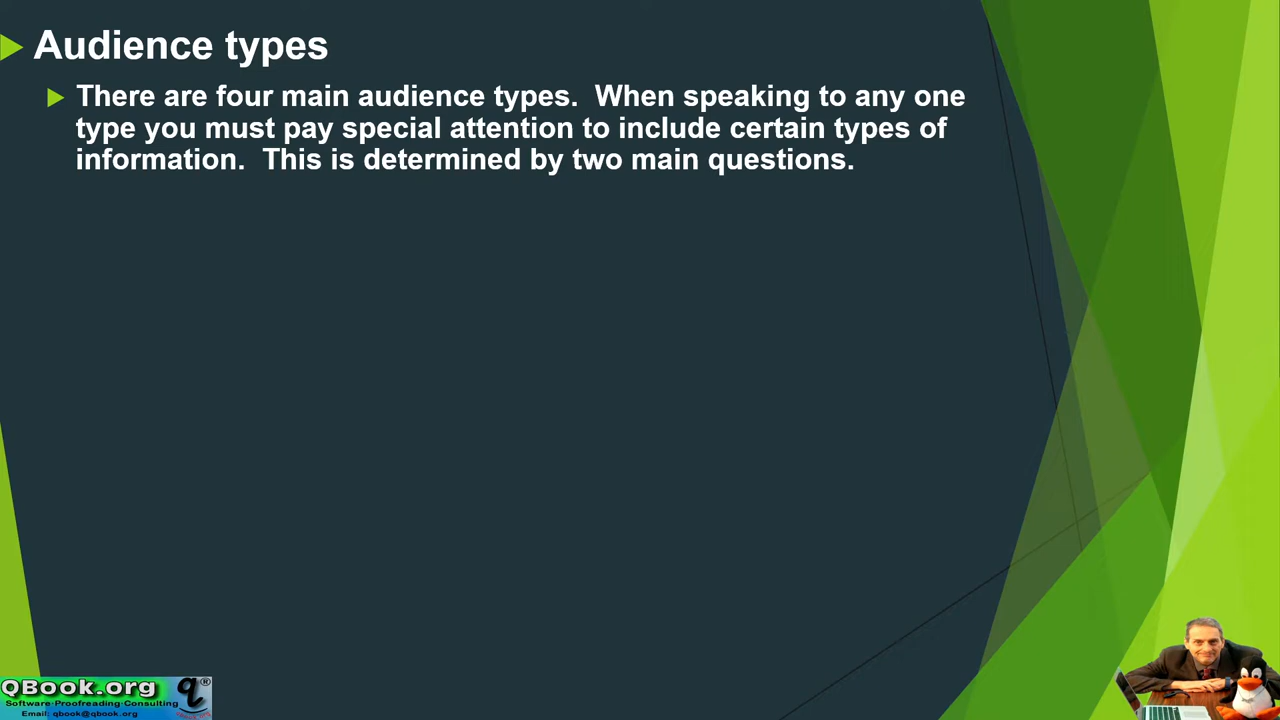 Audience types
There are four main audience types.  When speaking to any one
type you must pay special attention to include certain types of
information.  This is determined by two main questions.
QBook.org
q®
Software·Proofreading·Consulting
Email: qbook@qbook.org